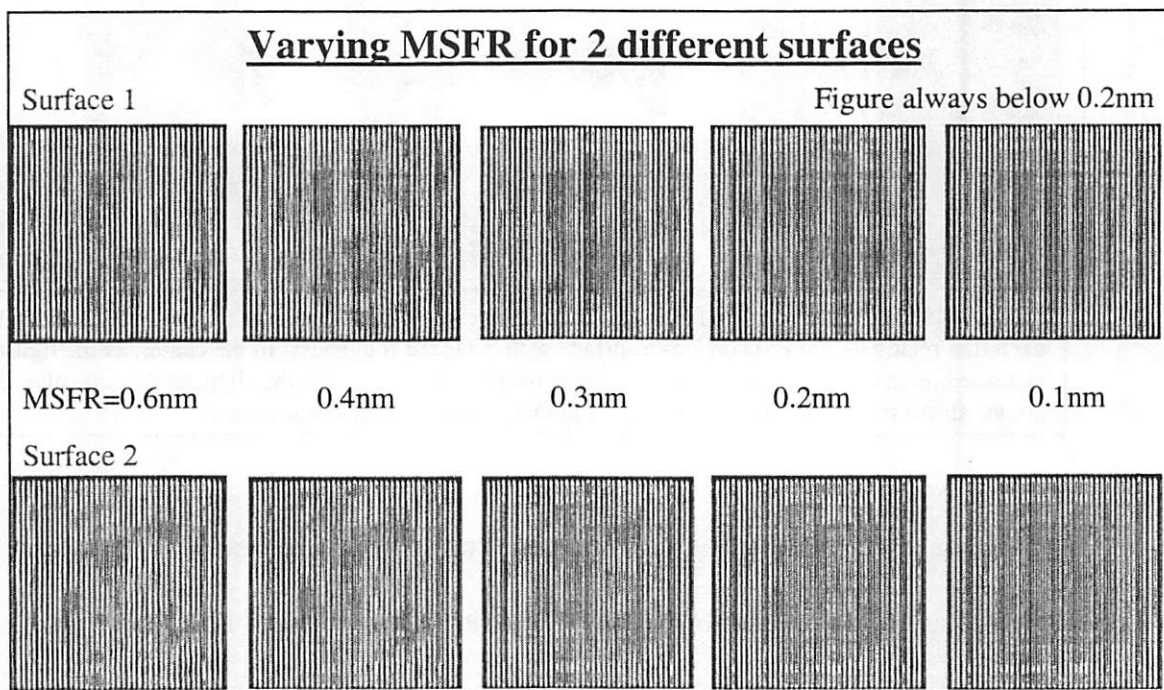 Varying MSFR for 2 different surfaces
Surface 1
Figure always below 0.2nm
MSFR=0.6nm 0.4nm 0.3nm 0.2nm 0.1nm
Surface 2